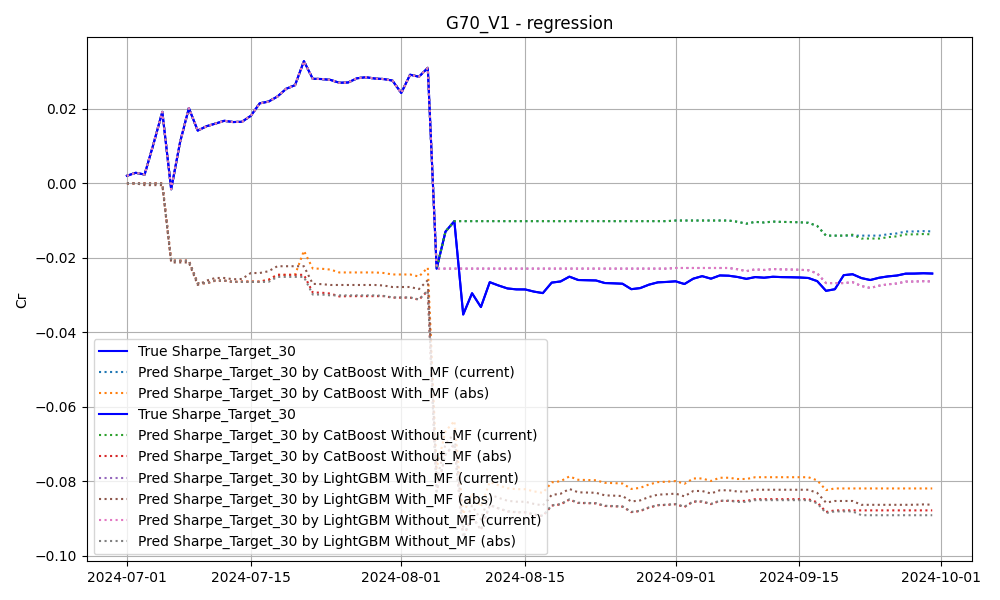 G70_V1 - regression
Cr
0.02
0.00
−0.02
−0.04
−0.06
−0.08
−0.10
True Sharpe_Target_30
Pred Sharpe_Target_30 by CatBoost With_MF (current)
Pred Sharpe_Target_30 by CatBoost With_MF (abs)
True Sharpe_Target_30
Pred Sharpe_Target_30 by CatBoost Without_MF (current)
Pred Sharpe_Target_30 by CatBoost Without_MF (abs)
Pred Sharpe_Target_30 by LightGBM With_MF (current)
Pred Sharpe_Target_30 by LightGBM With_MF (abs)
Pred Sharpe_Target_30 by LightGBM Without_MF (current)
Pred Sharpe_Target_30 by LightGBM Without_MF (abs)
2024-07-01
2024-07-15
2024-08-01
2024-08-15
2024-09-01
2024-09-15
2024-10-01